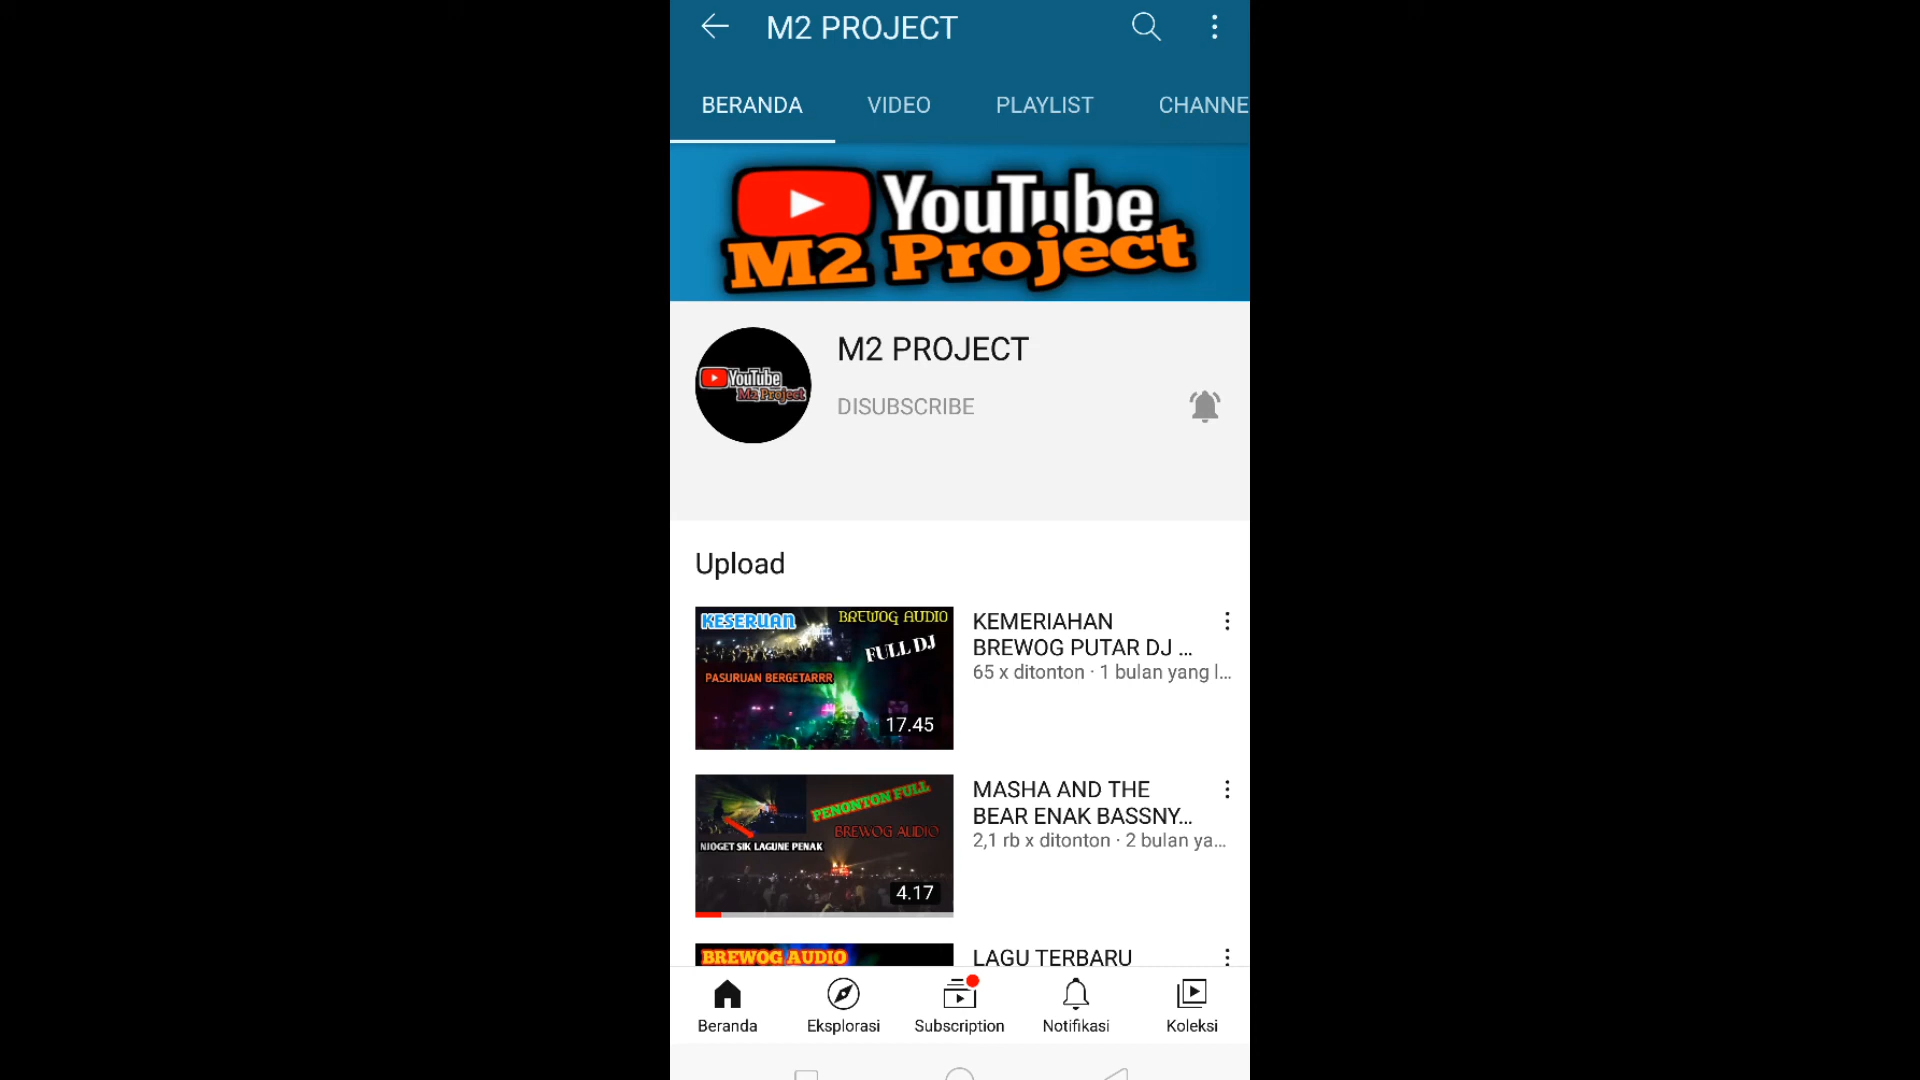 M2 PROJECT
BERANDA VIDEO PLAYLIST CHANNE
YouTube
M2 Project
YouTube
M2 Project
M2 PROJECT
DISUBSCRIBE
Upload
KESERUAN
BREWOG AUDIO
FULL DJ
PASURUAN BERGETARRR
17.45
KEMERIAHAN
BREWOG PUTAR DJ ...
65 x ditonton · 1 bulan yang l...
PENONTON FULL
BREWOG AUDIO
NJOGET SIK LAGUNE PENAK
4.17
MASHA AND THE
BEAR ENAK BASSNY...
2,1 rb x ditonton · 2 bulan ya...
BREWOG AUDIO
LAGU TERBARU
Beranda Eksplorasi Subscription Notifikasi Koleksi